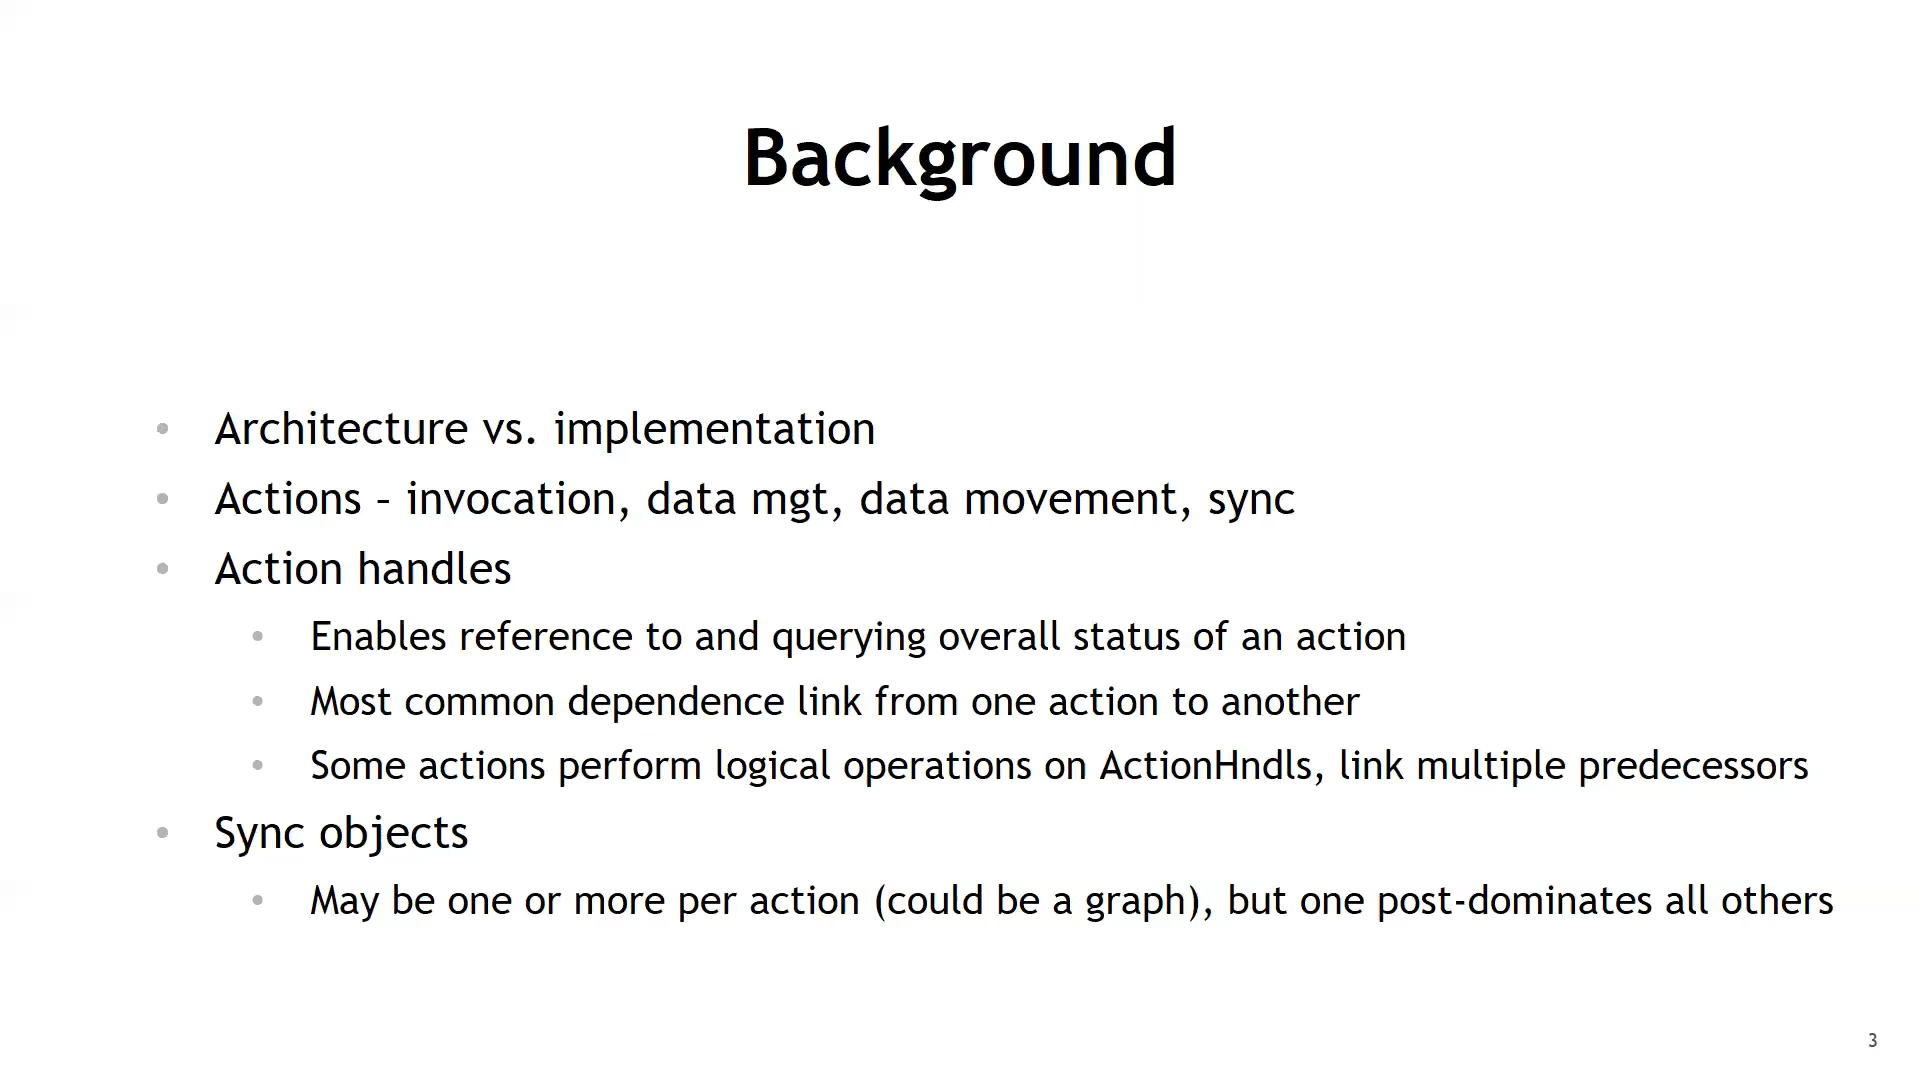 Background
Architecture vs. implementation
Actions – invocation, data mgt, data movement, sync
Action handles
Enables reference to and querying overall status of an action
Most common dependence link from one action to another
Some actions perform logical operations on ActionHndls, link multiple predecessors
Sync objects
May be one or more per action (could be a graph), but one post-dominates all others
3